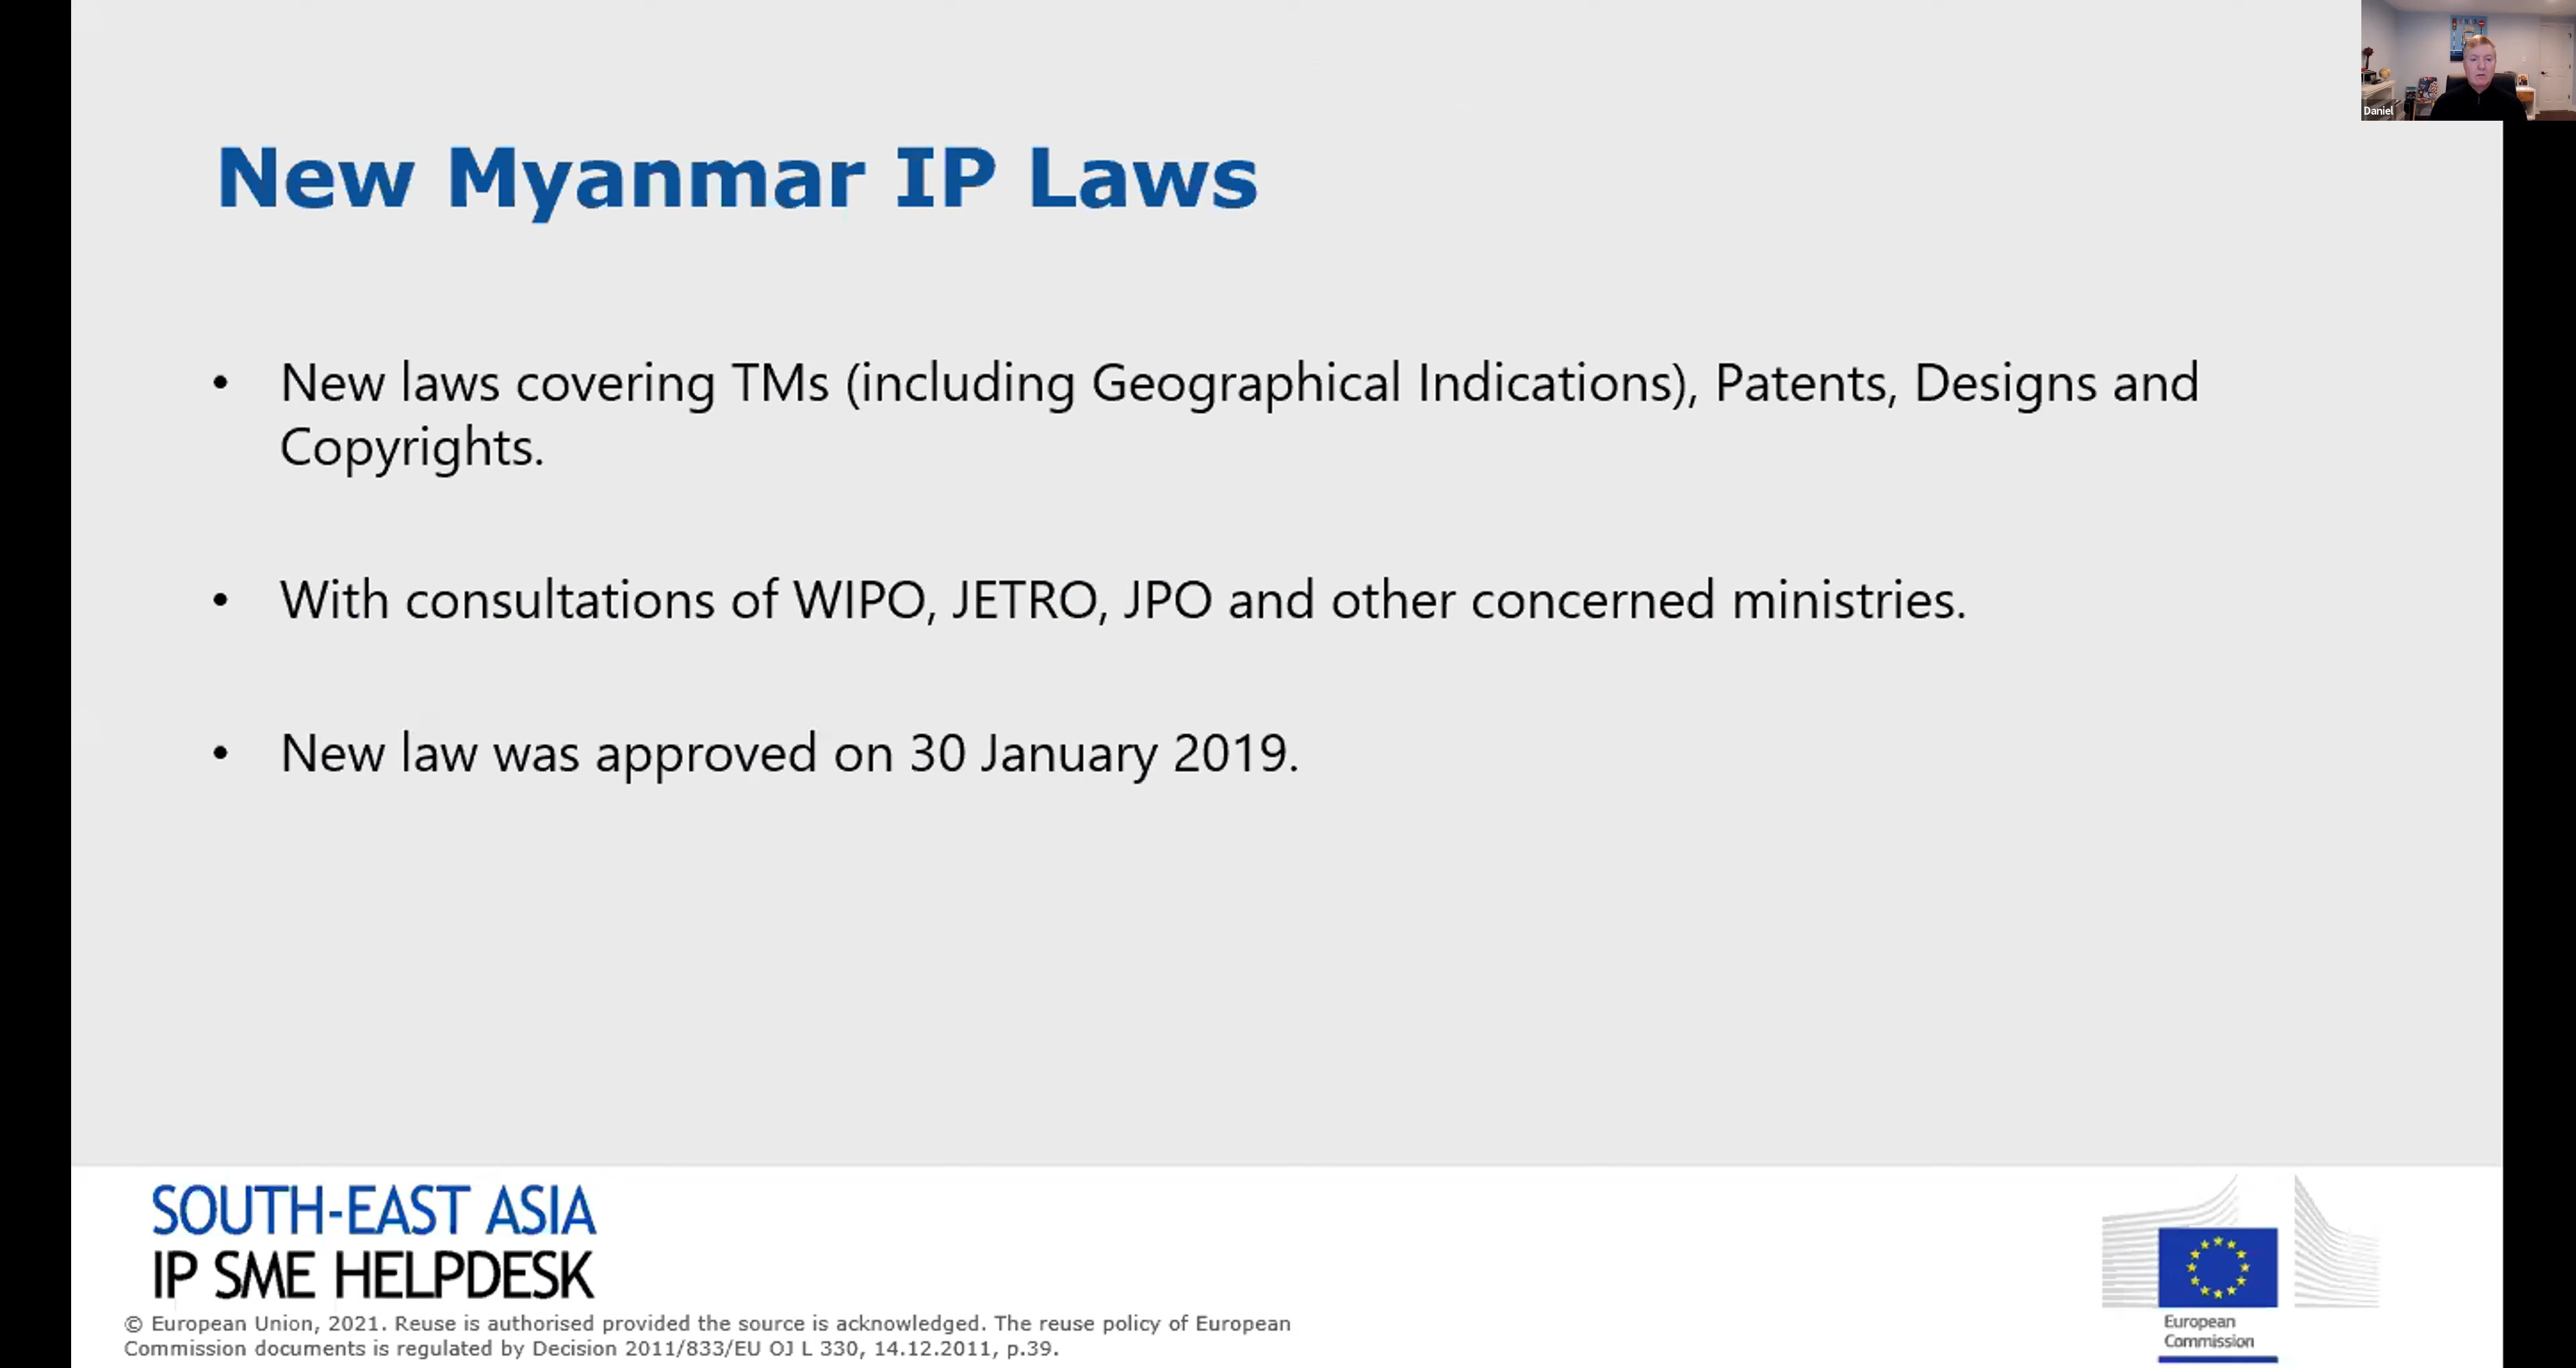 Daniel
New Myanmar IP Laws
• New laws covering TMs (including Geographical Indications), Patents, Designs and
Copyrights.
• With consultations of WIPO, JETRO, JPO and other concerned ministries.
• New law was approved on 30 January 2019.
SOUTH-EAST ASIA
IP SME HELPDESK
© European Union, 2021. Reuse is authorised provided the source is acknowledged. The reuse policy of European
Commission documents is regulated by Decision 2011/833/EU OJ L 330, 14.12.2011, p.39.
European
Commission